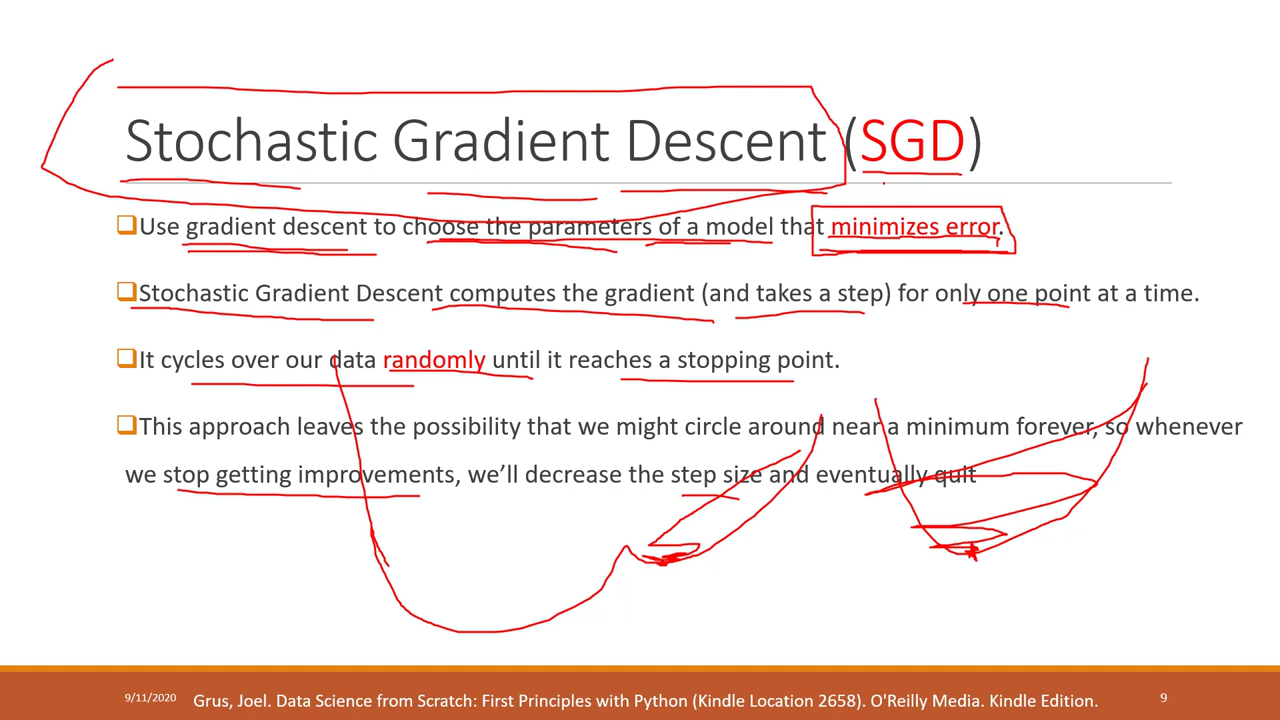 Stochastic Gradient Descent (SGD)
Use gradient descent to choose the parameters of a model that minimizes error.
Stochastic Gradient Descent computes the gradient (and takes a step) for only one point at a time.
It cycles over our data randomly until it reaches a stopping point.
This approach leaves the possibility that we might circle around near a minimum forever, so whenever
we stop getting improvements, we’ll decrease the step size and eventually quit
9/11/2020 Grus, Joel. Data Science from Scratch: First Principles with Python (Kindle Location 2658). O'Reilly Media. Kindle Edition. 9